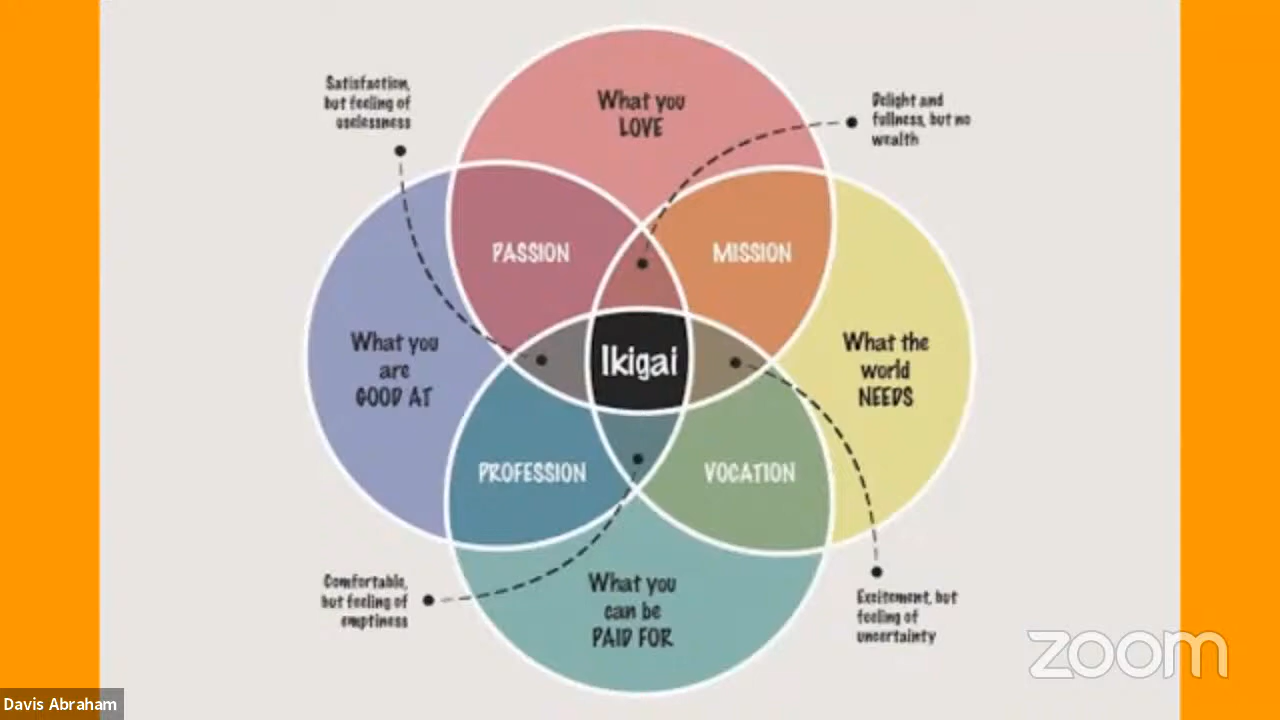 Satisfaction,
but feeling of
uselessness
What you
LOVE
Delight and
fullness, but no
wealth
PASSION
MISSION
What you
are
GOOD AT
Ikigai
What the
world
NEEDS
PROFESSION
VOCATION
Comfortable,
but feeling of
emptiness
What you
can be
PAID FOR
Excitement, but
feeling of
uncertainty
zoom
Davis Abraham